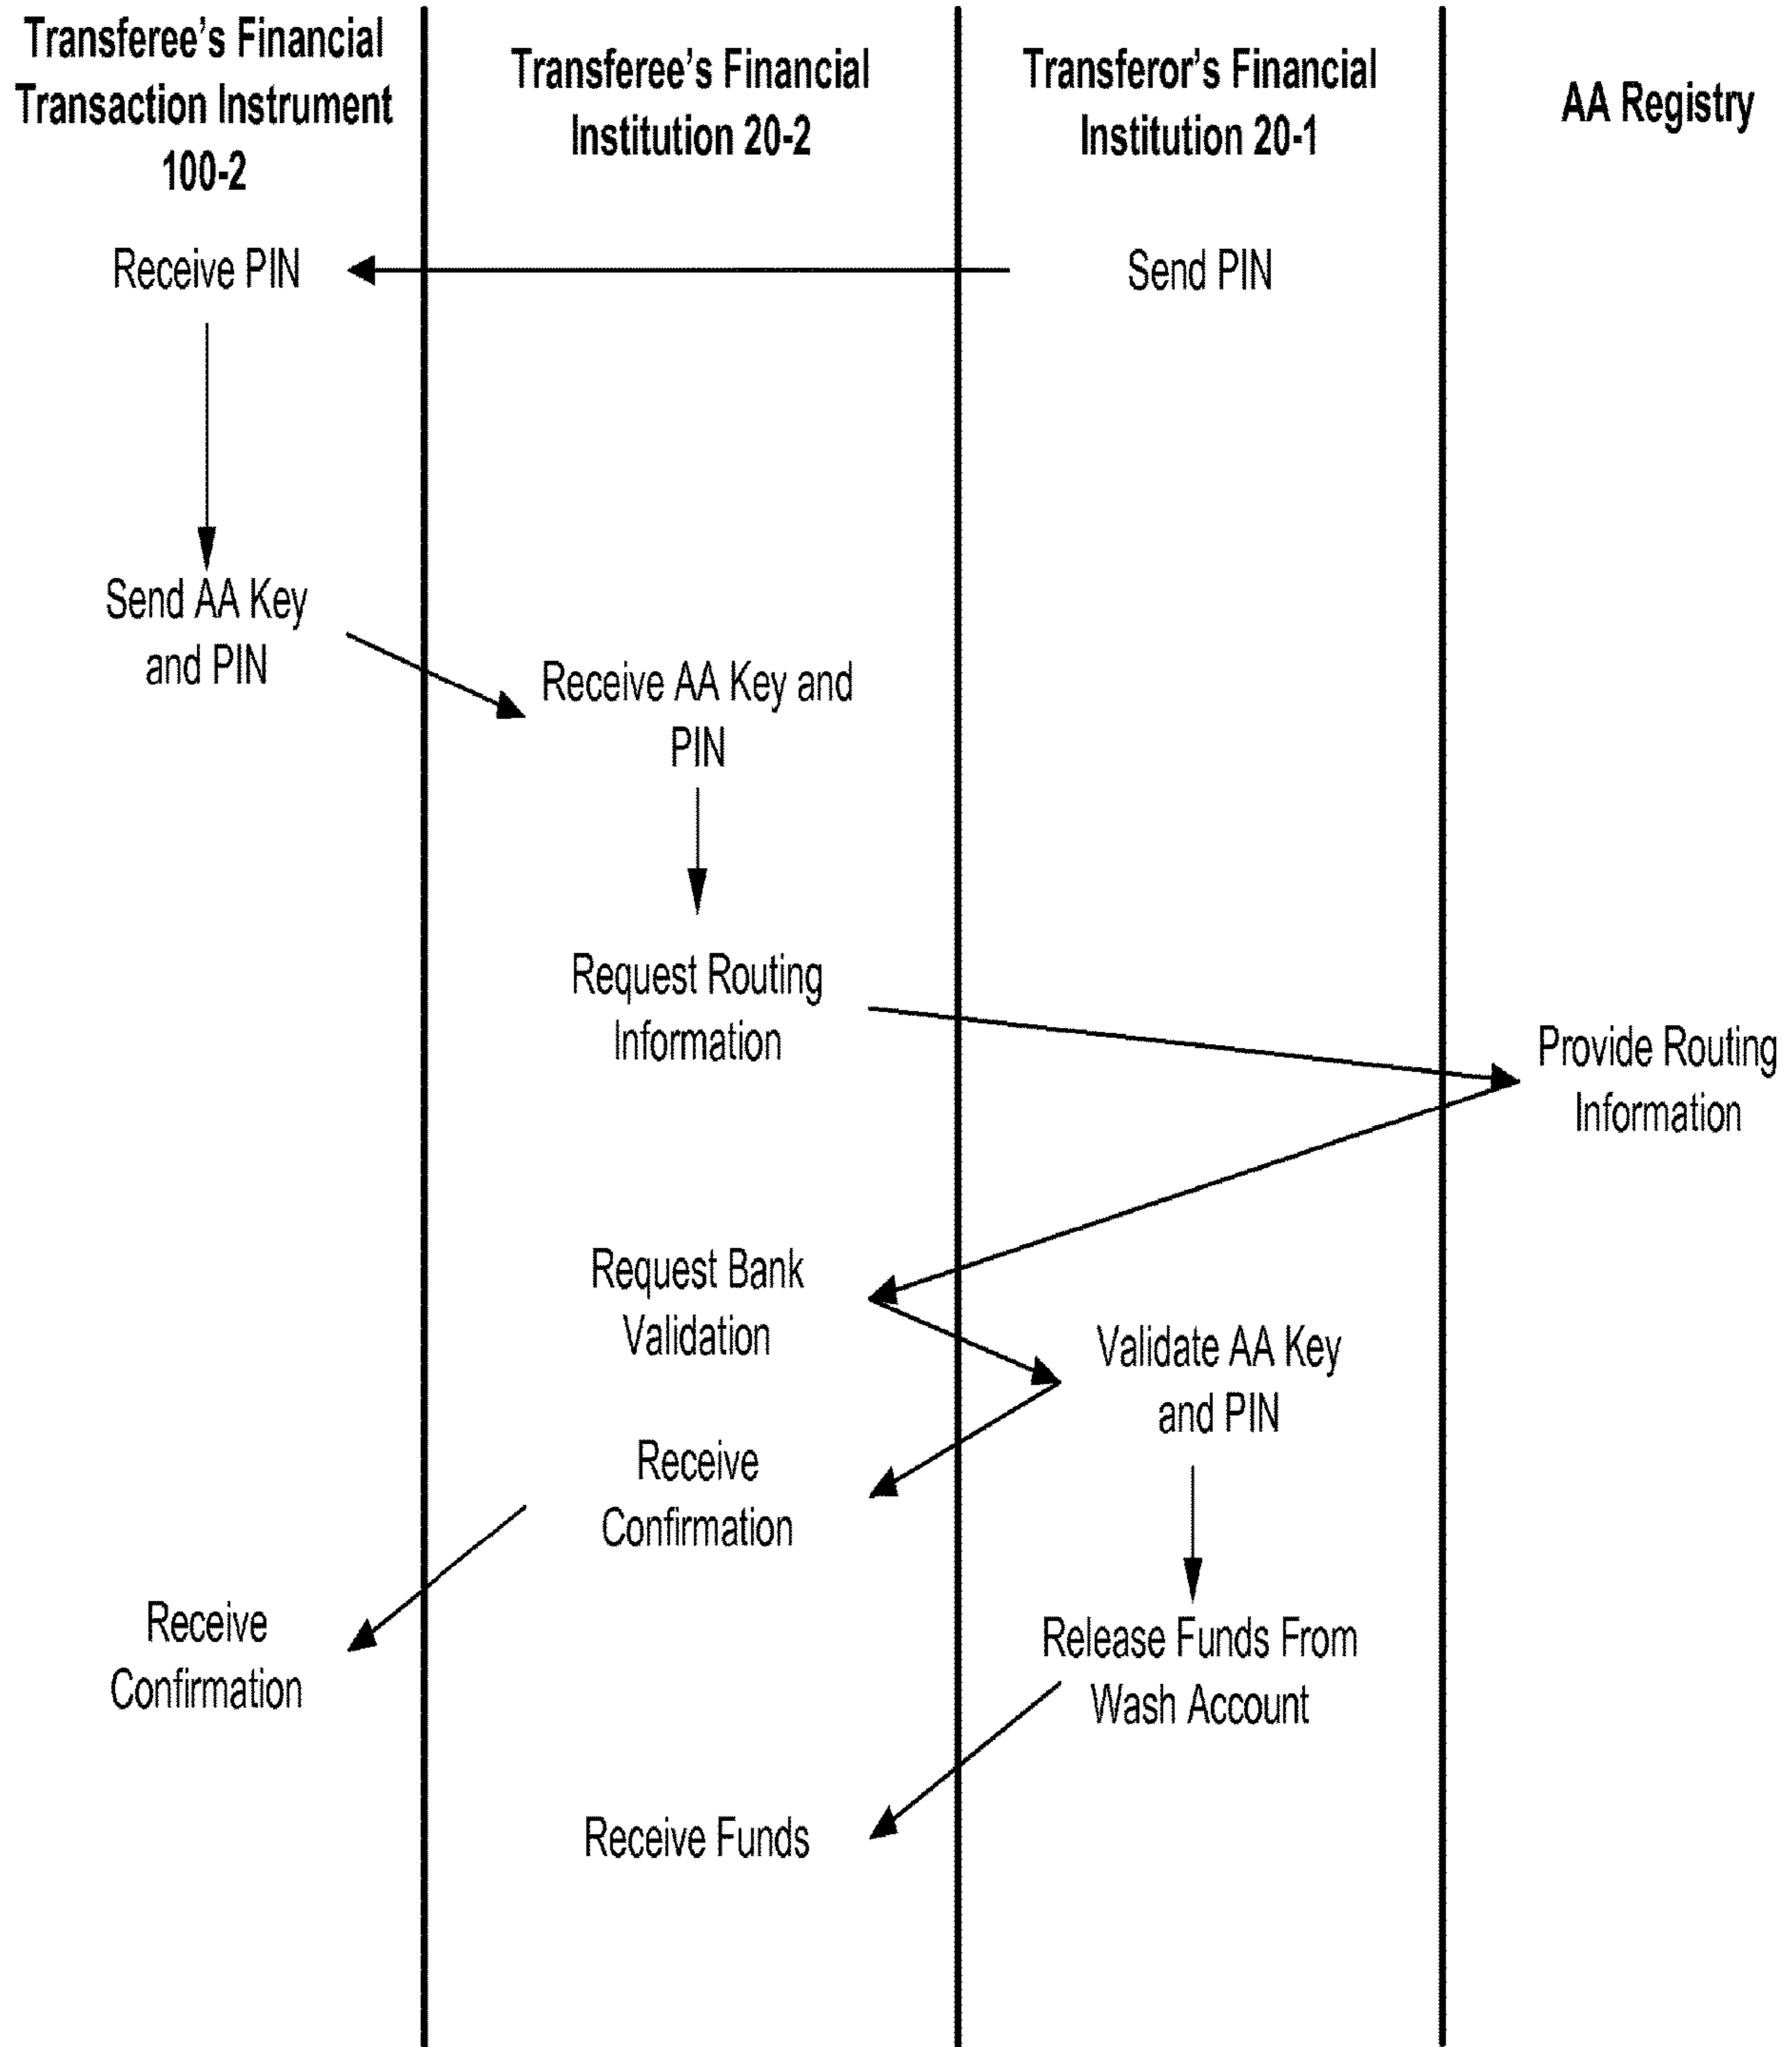 Transferee’s Financial
Transaction Instrument
100-2
Transferee’s Financial
Institution 20-2
Transferor’s Financial
Institution 20-1
AA Registry
Receive PIN
Send PIN
Send AA Key
and PIN
Receive AA Key and
PIN
Request Routing
Information
Provide Routing
Information
Request Bank
Validation
Validate AA Key
and PIN
Receive
Confirmation
Receive
Confirmation
Release Funds From
Wash Account
Receive Funds